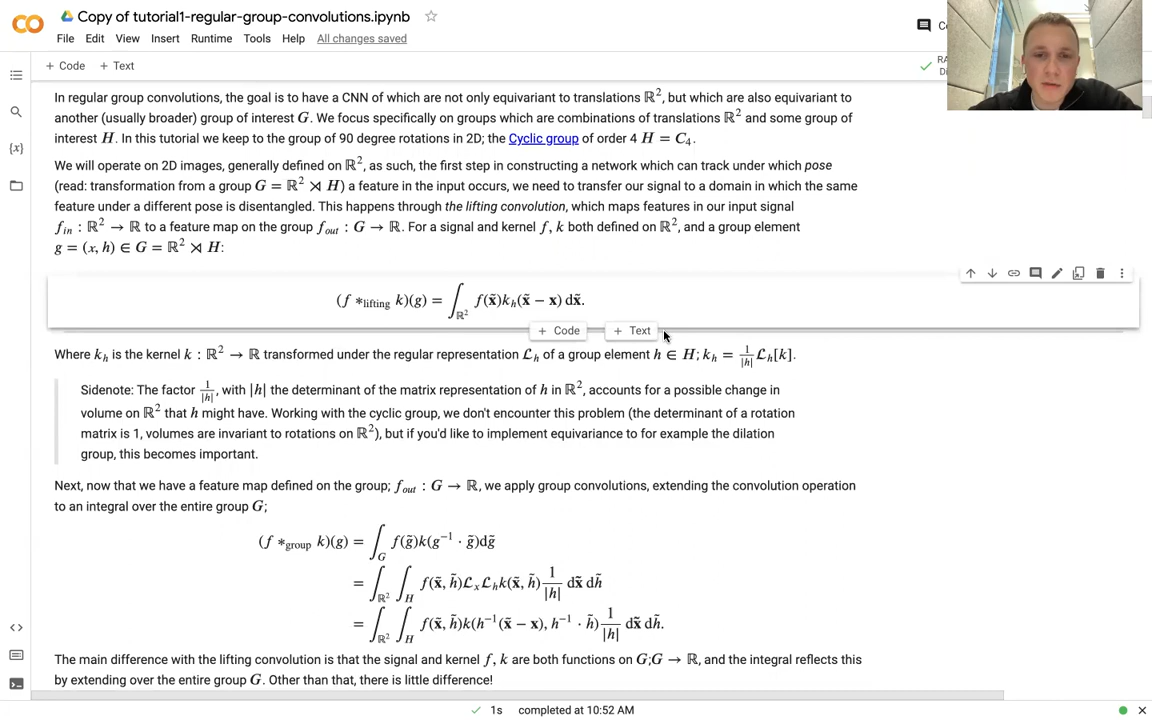 Copy of tutorial1-regular-group-convolutions.ipynb
File Edit View Insert Runtime Tools Help All changes saved
+ Code + Text
In regular group convolutions, the goal is to have a CNN of which are not only equivariant to translations ℝ², but which are also equivariant to
another (usually broader) group of interest G. We focus specifically on groups which are combinations of translations ℝ² and some group of
interest H. In this tutorial we keep to the group of 90 degree rotations in 2D; the Cyclic group of order 4 H = C₄.
We will operate on 2D images, generally defined on ℝ², as such, the first step in constructing a network which can track under which pose
(read: transformation from a group G = ℝ² ⋊ H) a feature in the input occurs, we need to transfer our signal to a domain in which the same
feature under a different pose is disentangled. This happens through the lifting convolution, which maps features in our input signal
f_in : ℝ² → ℝ to a feature map on the group f_out : G → ℝ. For a signal and kernel f, k both defined on ℝ², and a group element
g = (x, h) ∈ G = ℝ² ⋊ H:
(f *_lifting k)(g) = ∫_ℝ² f(x̃)k_h(x̃ − x) dx̃.
+ Code + Text
Where k_h is the kernel k : ℝ² → ℝ transformed under the regular representation ℒ_h of a group element h ∈ H; k_h = 1/|h| ℒ_h[k].
Sidenote: The factor 1/|h|, with |h| the determinant of the matrix representation of h in ℝ², accounts for a possible change in
volume on ℝ² that h might have. Working with the cyclic group, we don't encounter this problem (the determinant of a rotation
matrix is 1, volumes are invariant to rotations on ℝ²), but if you'd like to implement equivariance to for example the dilation
group, this becomes important.
Next, now that we have a feature map defined on the group; f_out : G → ℝ, we apply group convolutions, extending the convolution operation
to an integral over the entire group G;
(f *_group k)(g) = ∫_G f(g̃)k(g⁻¹ · g̃)dg̃
= ∫_ℝ² ∫_H f(x̃, h̃)ℒ_x ℒ_h k(x̃, h̃) 1/|h| dx̃ dh̃
= ∫_ℝ² ∫_H f(x̃, h̃)k(h⁻¹(x̃ − x), h⁻¹ · h̃) 1/|h| dx̃ dh̃.
The main difference with the lifting convolution is that the signal and kernel f, k are both functions on G;G → ℝ, and the integral reflects this
by extending over the entire group G. Other than that, there is little difference!
1s completed at 10:52 AM